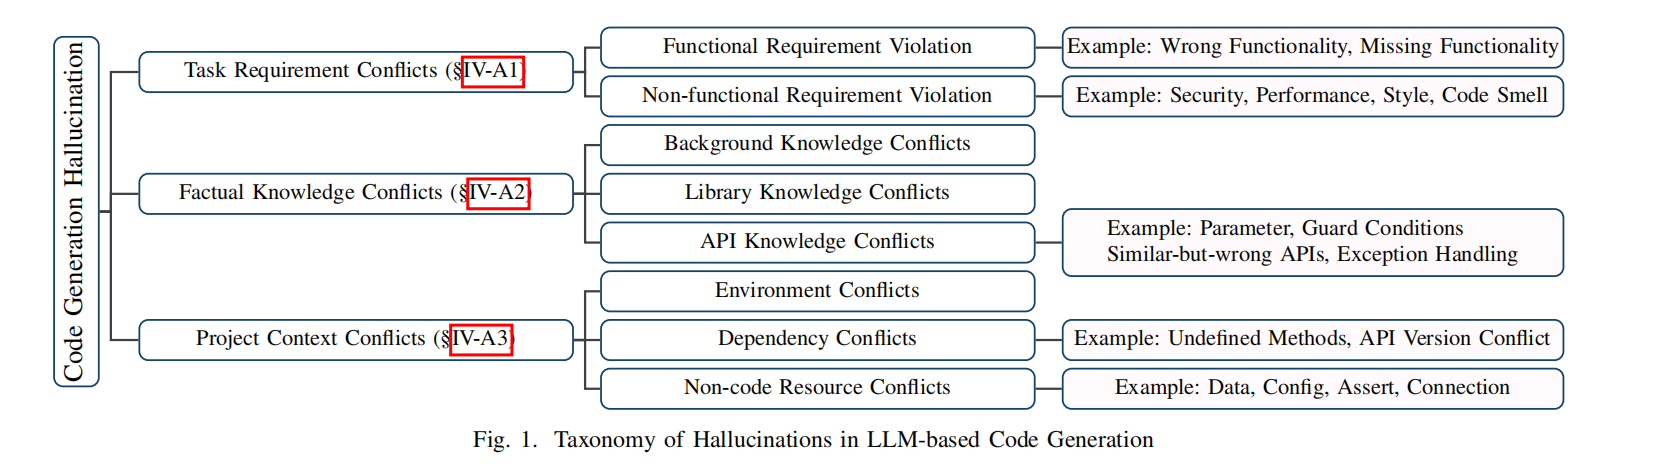 Code Generation Hallucination
Task Requirement Conflicts (§IV-A1)
Functional Requirement Violation
Example: Wrong Functionality, Missing Functionality
Non-functional Requirement Violation
Example: Security, Performance, Style, Code Smell
Factual Knowledge Conflicts (§IV-A2)
Background Knowledge Conflicts
Library Knowledge Conflicts
API Knowledge Conflicts
Example: Parameter, Guard Conditions
Similar-but-wrong APIs, Exception Handling
Project Context Conflicts (§IV-A3)
Environment Conflicts
Dependency Conflicts
Example: Undefined Methods, API Version Conflict
Non-code Resource Conflicts
Example: Data, Config, Assert, Connection
Fig. 1. Taxonomy of Hallucinations in LLM-based Code Generation